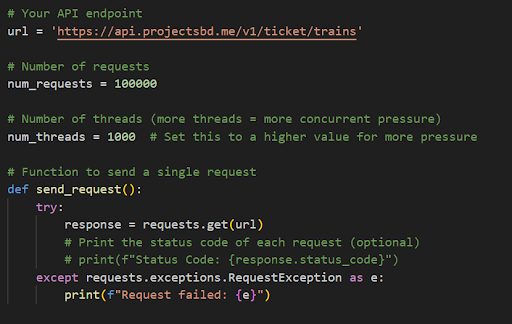 # Your API endpoint
url = 'https://api.projectsbd.me/v1/ticket/trains'
# Number of requests
num_requests = 100000
# Number of threads (more threads = more concurrent pressure)
num_threads = 1000  # Set this to a higher value for more pressure
# Function to send a single request
def send_request():
    try:
        response = requests.get(url)
        # Print the status code of each request (optional)
        # print(f"Status Code: {response.status_code}")
    except requests.exceptions.RequestException as e:
        print(f"Request failed: {e}")